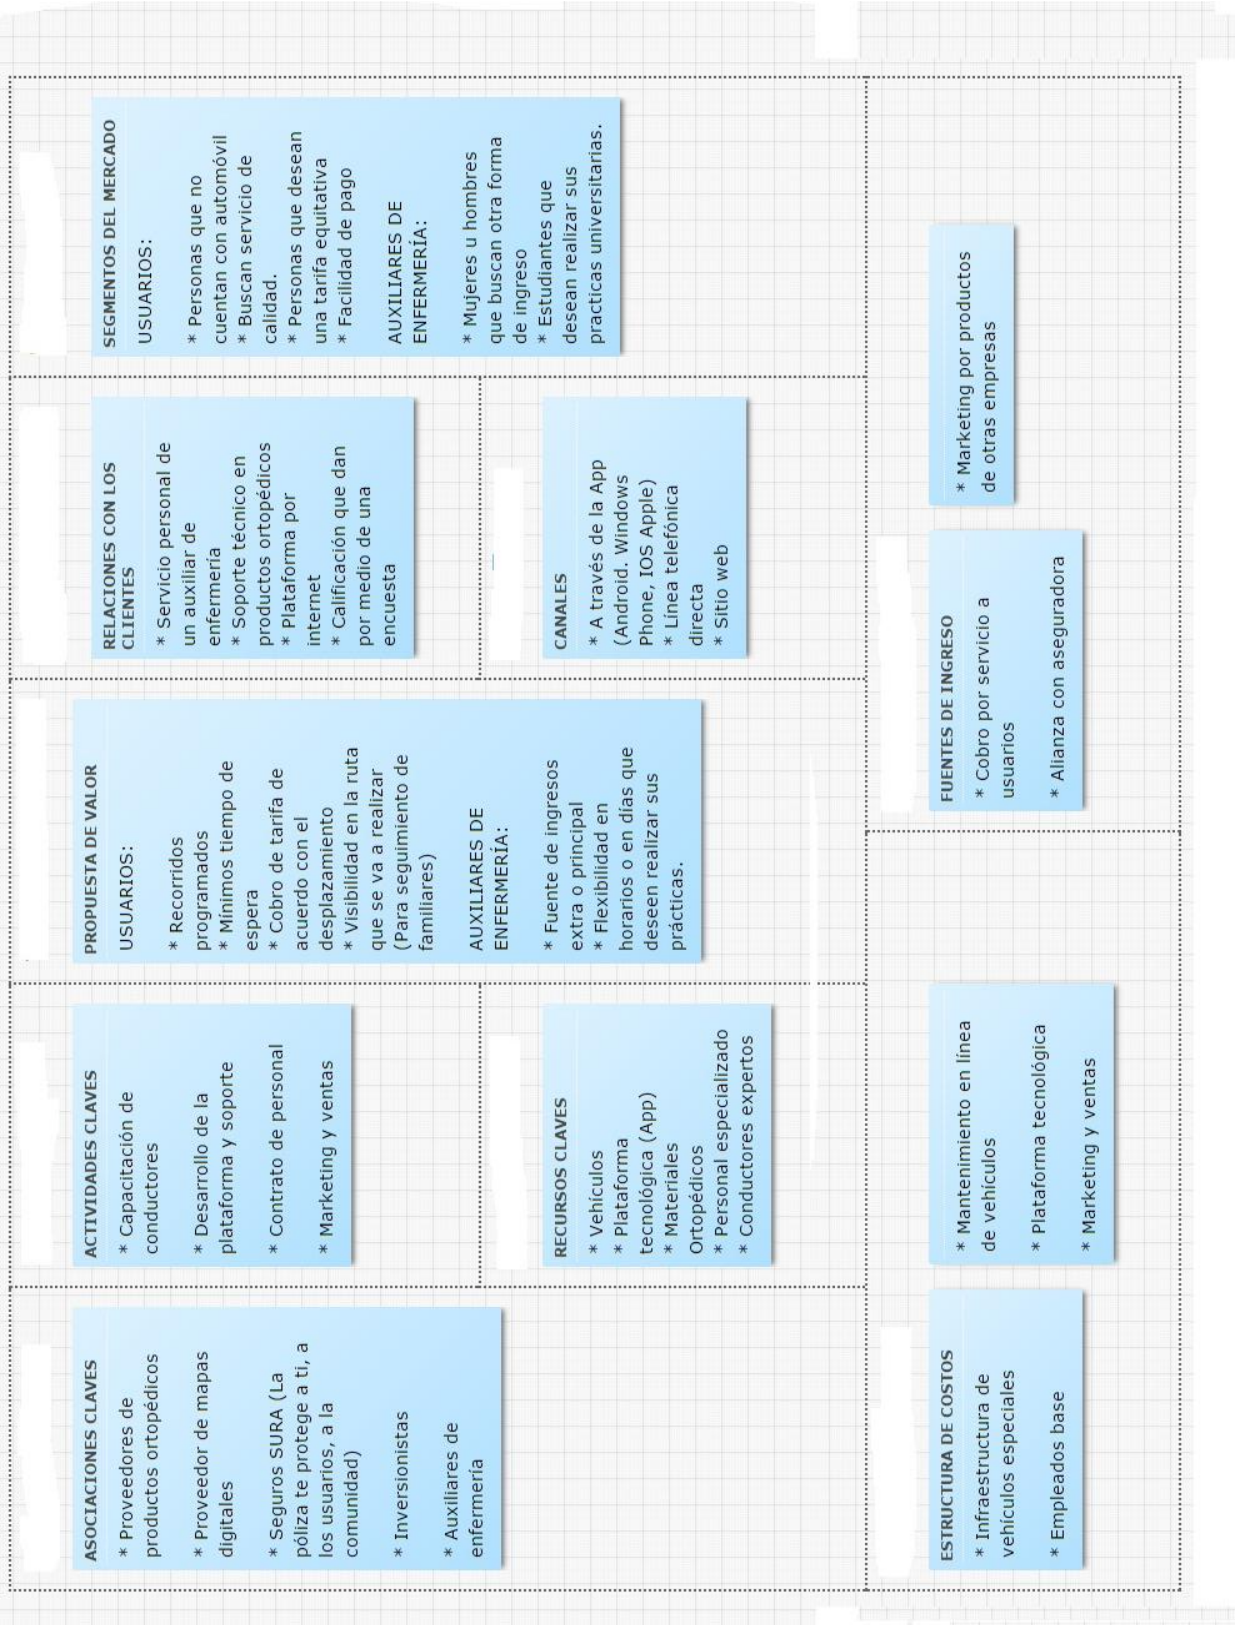 ASOCIACIONES CLAVES
* Proveedores de
productos ortopédicos
* Proveedor de mapas
digitales
* Seguros SURA (La
póliza te protege a ti, a
los usuarios, a la
comunidad)
* Inversionistas
* Auxiliares de
enfermería
ACTIVIDADES CLAVES
* Capacitación de
conductores
* Desarrollo de la
plataforma y soporte
* Contrato de personal
* Marketing y ventas
RECURSOS CLAVES
* Vehículos
* Plataforma
tecnológica (App)
* Materiales
Ortopédicos
* Personal especializado
* Conductores expertos
PROPUESTA DE VALOR
USUARIOS:
* Recorridos
programados
* Mínimos tiempo de
espera
* Cobro de tarifa de
acuerdo con el
desplazamiento
* Visibilidad en la ruta
que se va a realizar
(Para seguimiento de
familiares)
AUXILIARES DE
ENFERMERÍA:
* Fuente de ingresos
extra o principal
* Flexibilidad en
horarios o en días que
deseen realizar sus
prácticas.
RELACIONES CON LOS
CLIENTES
* Servicio personal de
un auxiliar de
enfermería
* Soporte técnico en
productos ortopédicos
* Plataforma por
internet
* Calificación que dan
por medio de una
encuesta
CANALES
* A través de la App
(Android. Windows
Phone, IOS Apple)
* Línea telefónica
directa
* Sitio web
SEGMENTOS DEL MERCADO
USUARIOS:
* Personas que no
cuentan con automóvil
* Buscan servicio de
calidad.
* Personas que desean
una tarifa equitativa
* Facilidad de pago
AUXILIARES DE
ENFERMERÍA:
* Mujeres u hombres
que buscan otra forma
de ingreso
* Estudiantes que
desean realizar sus
practicas universitarias.
ESTRUCTURA DE COSTOS
* Infraestructura de
vehículos especiales
* Empleados base
* Mantenimiento en línea
de vehículos
* Plataforma tecnológica
* Marketing y ventas
FUENTES DE INGRESO
* Cobro por servicio a
usuarios
* Alianza con aseguradora
* Marketing por productos
de otras empresas